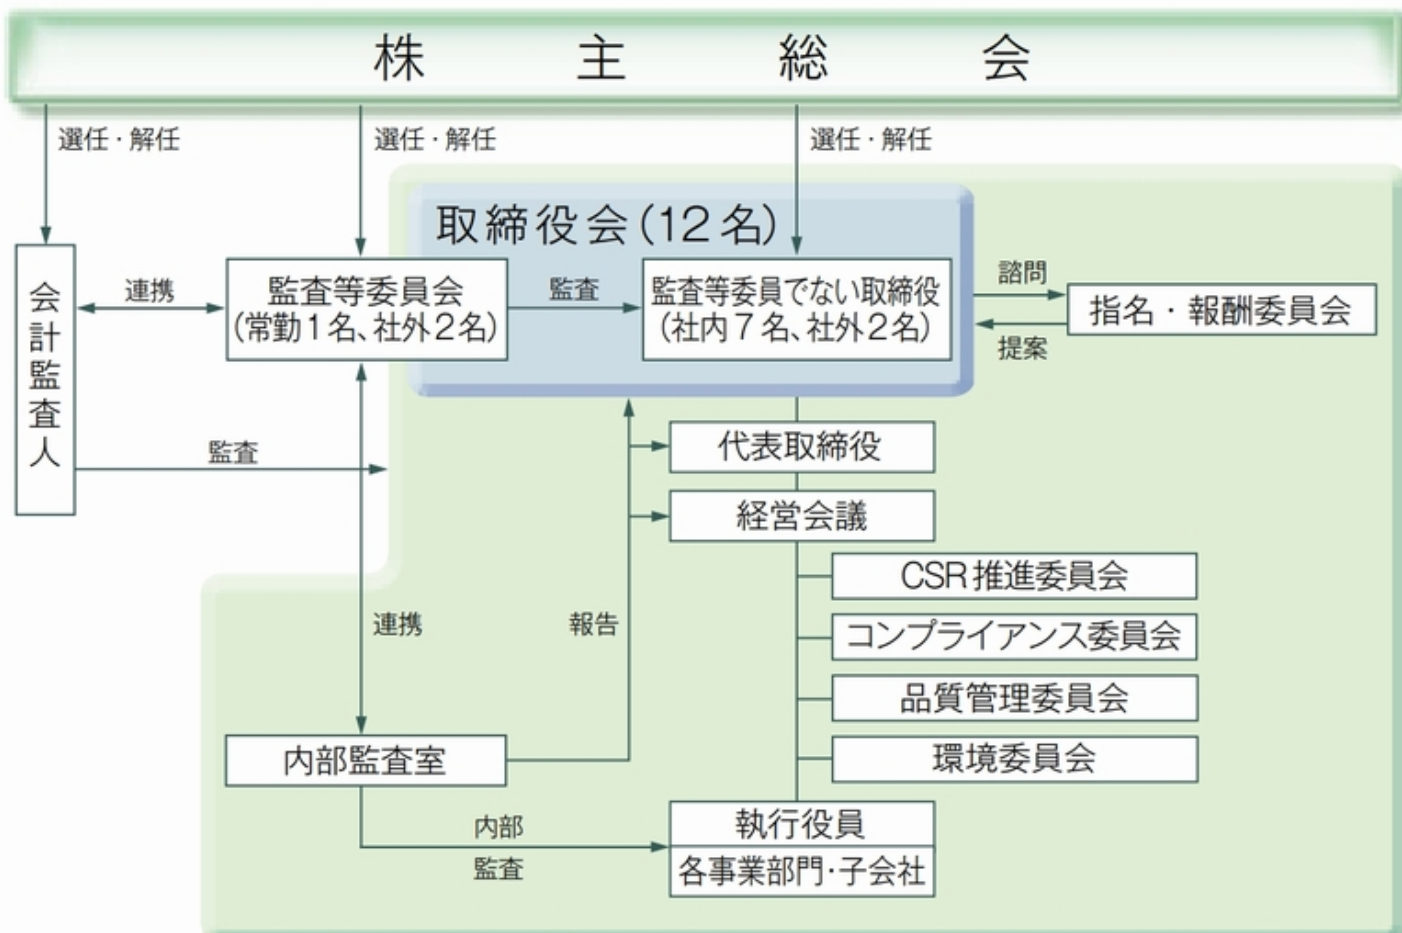 株主総会
選任・解任
選任・解任
選任・解任
取締役会(12名)
会計監査人
連携
監査等委員会
(常勤1名、社外2名)
監査
監査等委員でない取締役
(社内7名、社外2名)
諮問
提案
指名・報酬委員会
監査
代表取締役
経営会議
CSR推進委員会
コンプライアンス委員会
品質管理委員会
環境委員会
連携
報告
内部監査室
内部
監査
執行役員
各事業部門・子会社